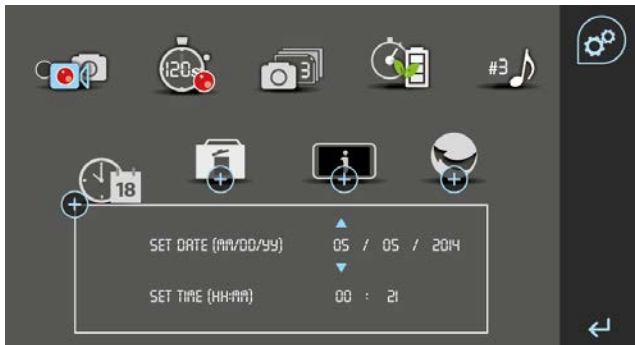 120s
3
#3
18
i
SET DATE (MM/DD/YY) 05 / 05 / 2014
SET TIME (HH:MM) 00 : 21